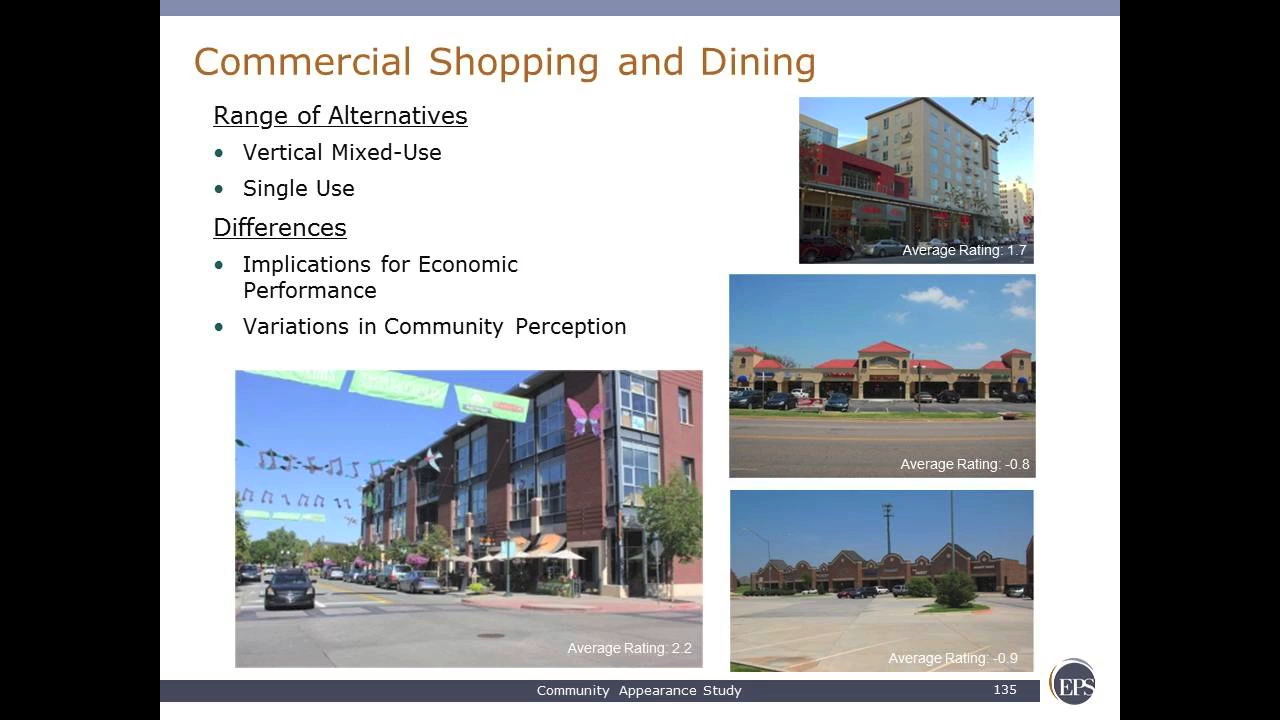 Commercial Shopping and Dining
Range of Alternatives
• Vertical Mixed-Use
• Single Use
Differences
• Implications for Economic
Performance
• Variations in Community Perception
Average Rating: 1.7
Average Rating: -0.8
Average Rating: 2.2
Average Rating: -0.9
Community Appearance Study
135
EPS